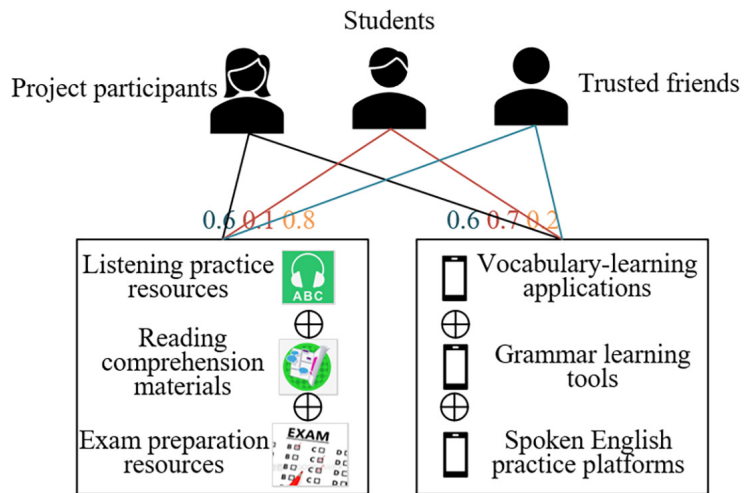 Students
Project participants
Trusted friends
0.6 0.1 0.8
0.6 0.7 0.2
Listening practice
resources
ABC
Reading
comprehension
materials
Exam preparation
resources
EXAM
B C D
B C D
B C D
B C D
Vocabulary-learning
applications
Grammar learning
tools
Spoken English
practice platforms